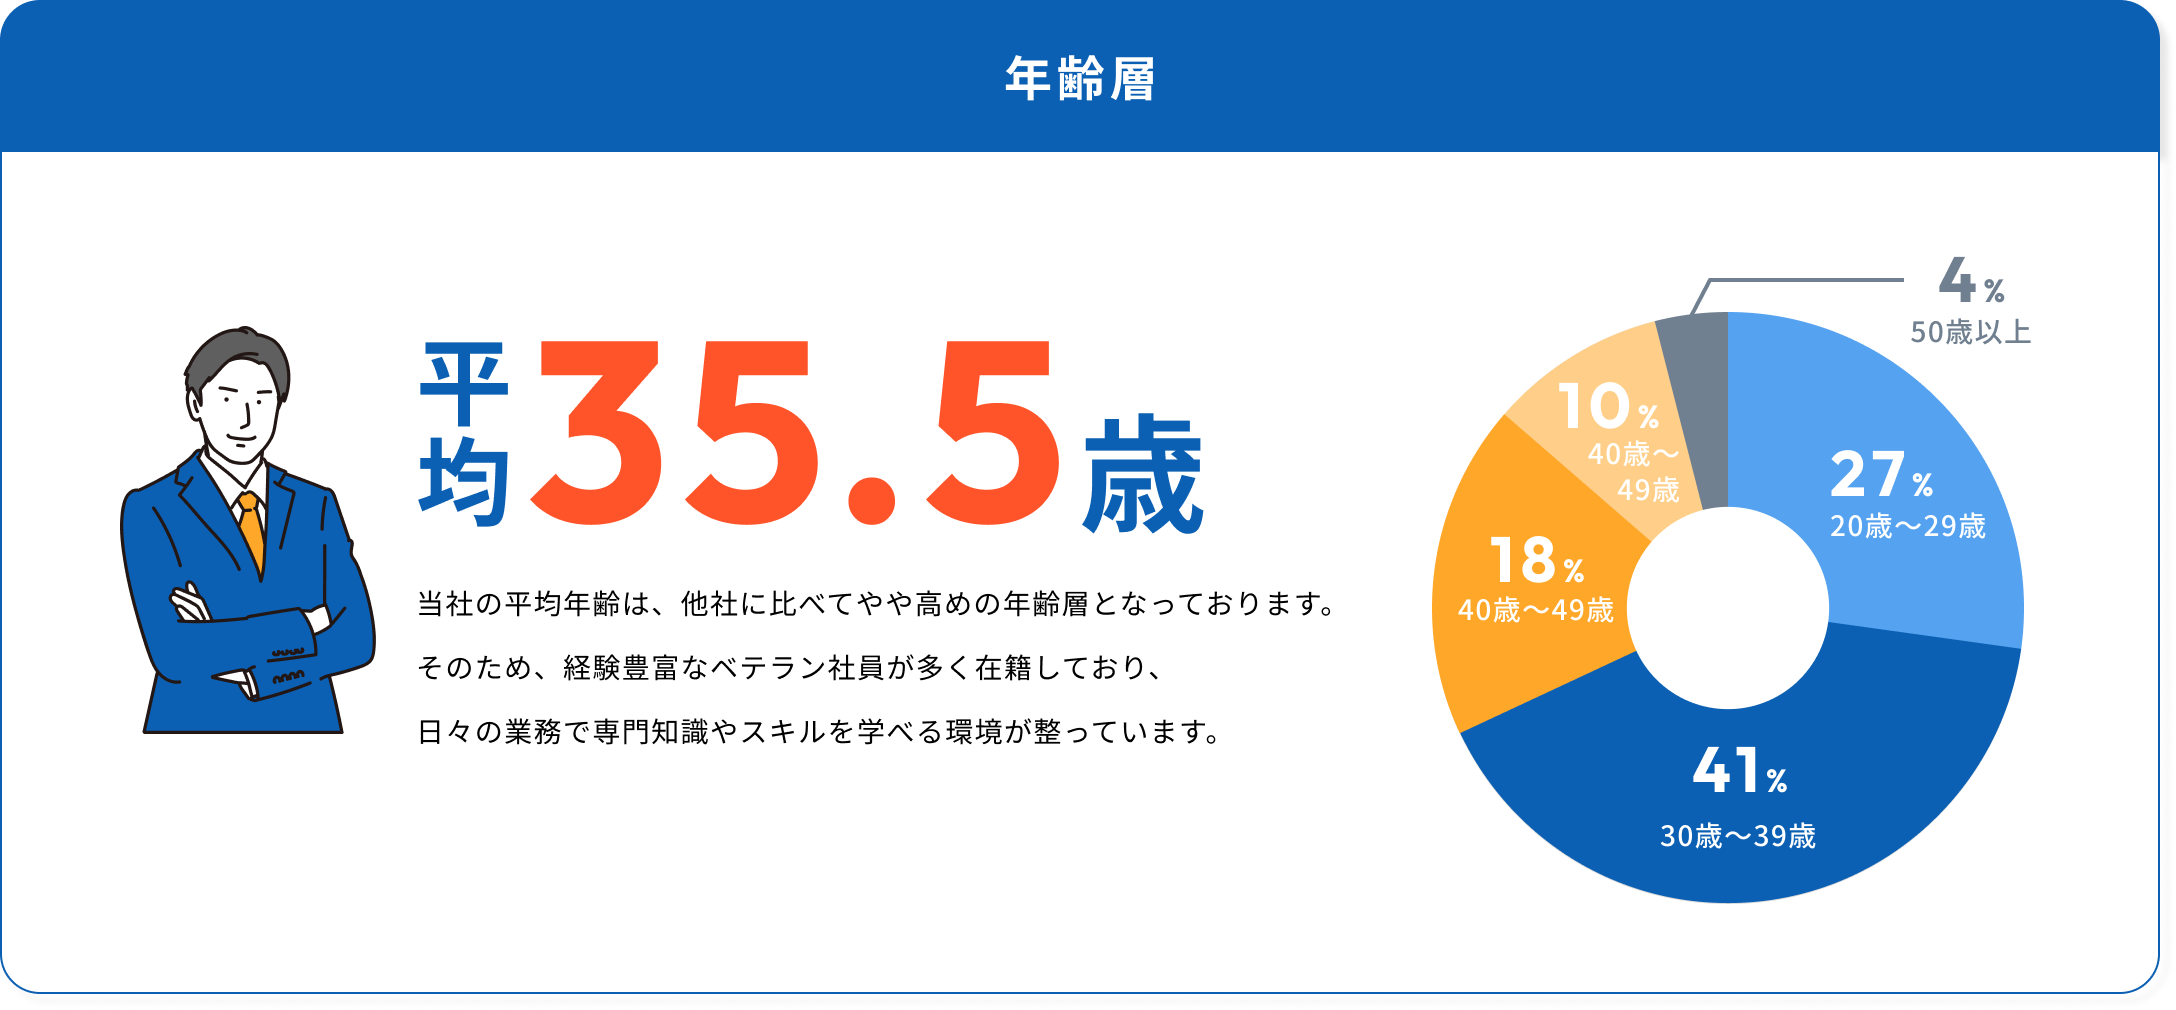 年齢層
平均35.5歳
当社の平均年齢は、他社に比べてやや高めの年齢層となっております。
そのため、経験豊富なベテラン社員が多く在籍しており、
日々の業務で専門知識やスキルを学べる環境が整っています。
4%
50歳以上
10%
40歳〜
49歳
27%
20歳〜29歳
18%
40歳〜49歳
41%
30歳〜39歳